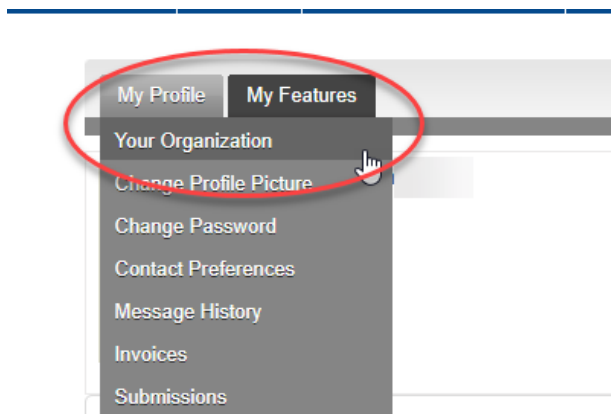 My Profile My Features
Your Organization
Change Profile Picture
Change Password
Contact Preferences
Message History
Invoices
Submissions